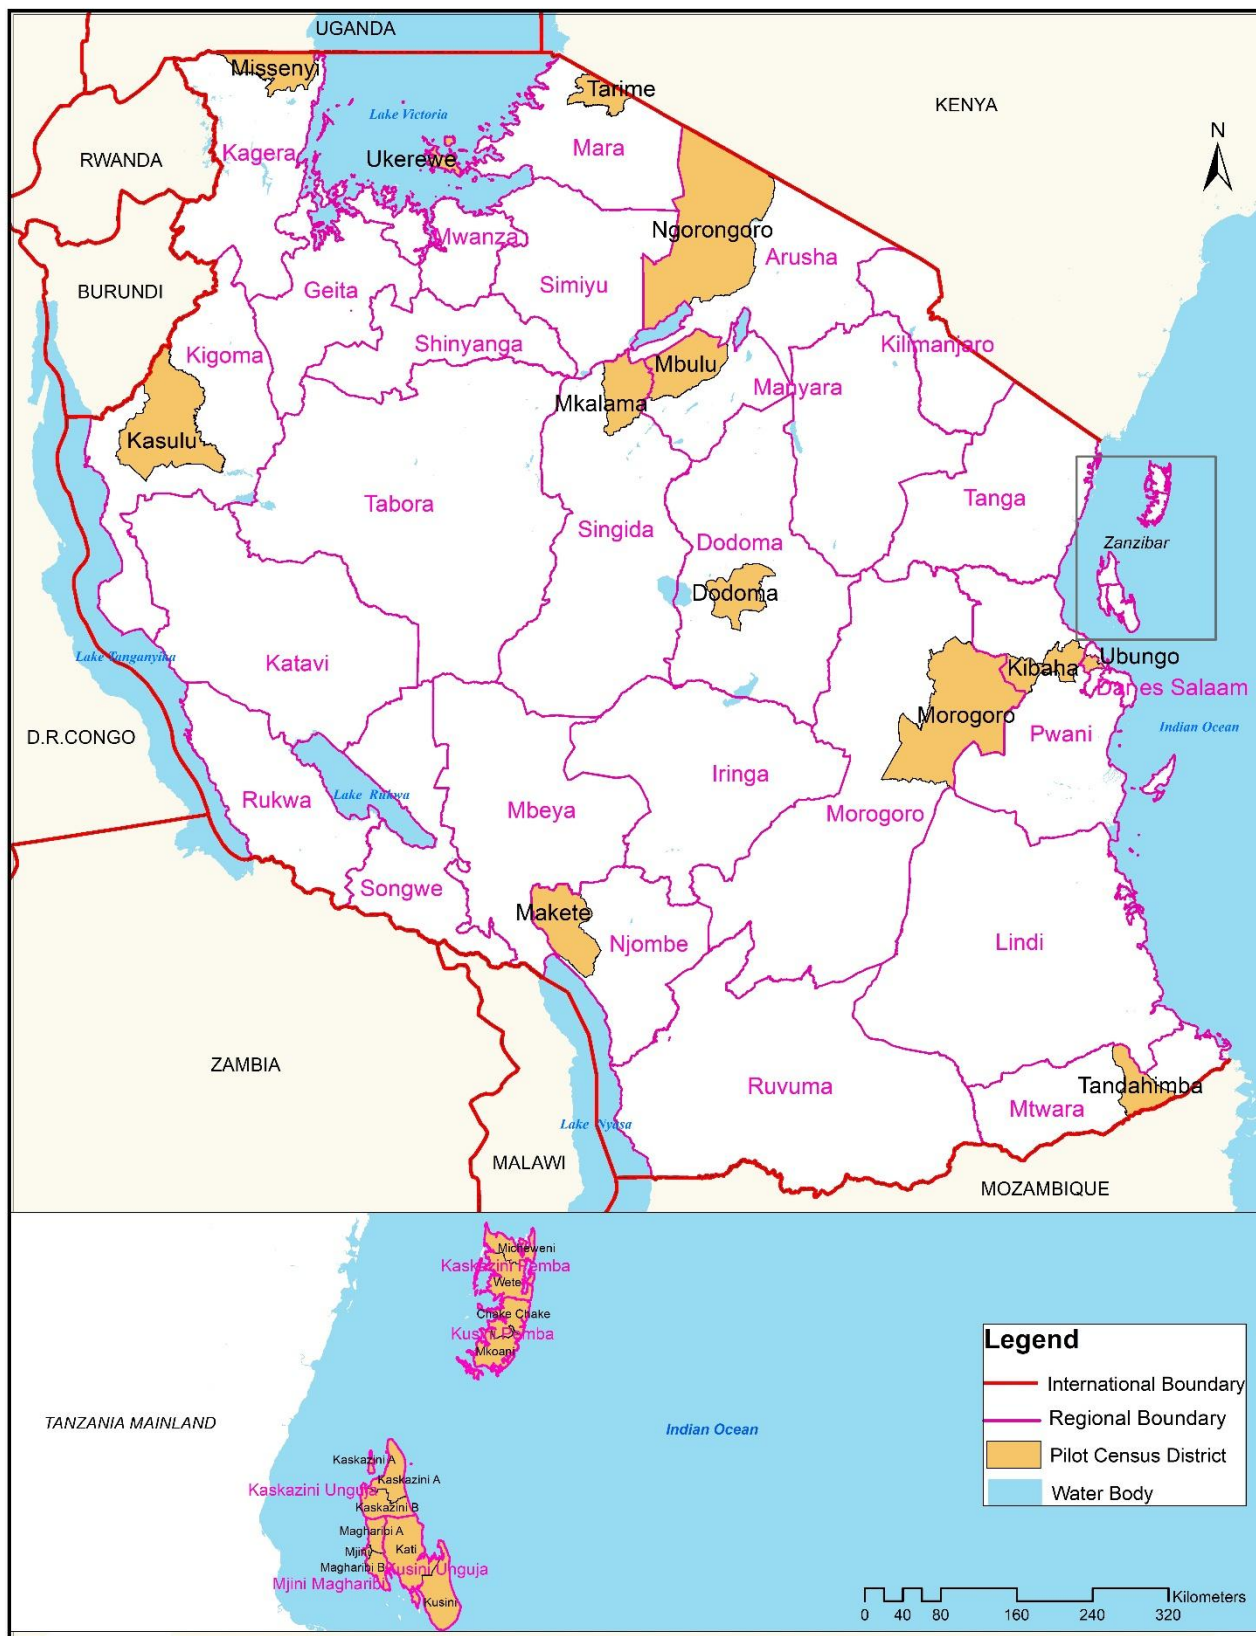 UGANDA
Missenyi
Tarime
KENYA
Lake Victoria
N
Mara
Kagera
RWANDA
Ukerewe
Ngorongoro
Mwanza
Arusha
Simiyu
BURUNDI
Geita
Shinyanga
Kilimanjaro
Kigoma
Mbulu
Manyara
Mkalama
Kasulu
Tabora
Tanga
Singida
Dodoma
Zanzibar
Dodoma
Lake Tanganyika
Katavi
Kibaha
Ubungo
Dar es Salaam
Morogoro
Pwani
Indian Ocean
D.R.CONGO
Iringa
Rukwa
Lake Rukwa
Mbeya
Morogoro
Songwe
Makete
Njombe
Lindi
ZAMBIA
Ruvuma
Tandahimba
Mtwara
Lake Nyasa
MALAWI
MOZAMBIQUE
Micheweni
Kaskazini Pemba
Wete
Chake Chake
Kusini Pemba
Mkoani
TANZANIA MAINLAND
Indian Ocean
Kaskazini A
Kaskazini A
Kaskazini Unguja
Kaskazini B
Magharibi A
Mjini
Kati
Magharibi B
Kusini Unguja
Mjini Magharibi
Kusini
Legend
International Boundary
Regional Boundary
Pilot Census District
Water Body
Kilometers
0 40 80 160 240 320